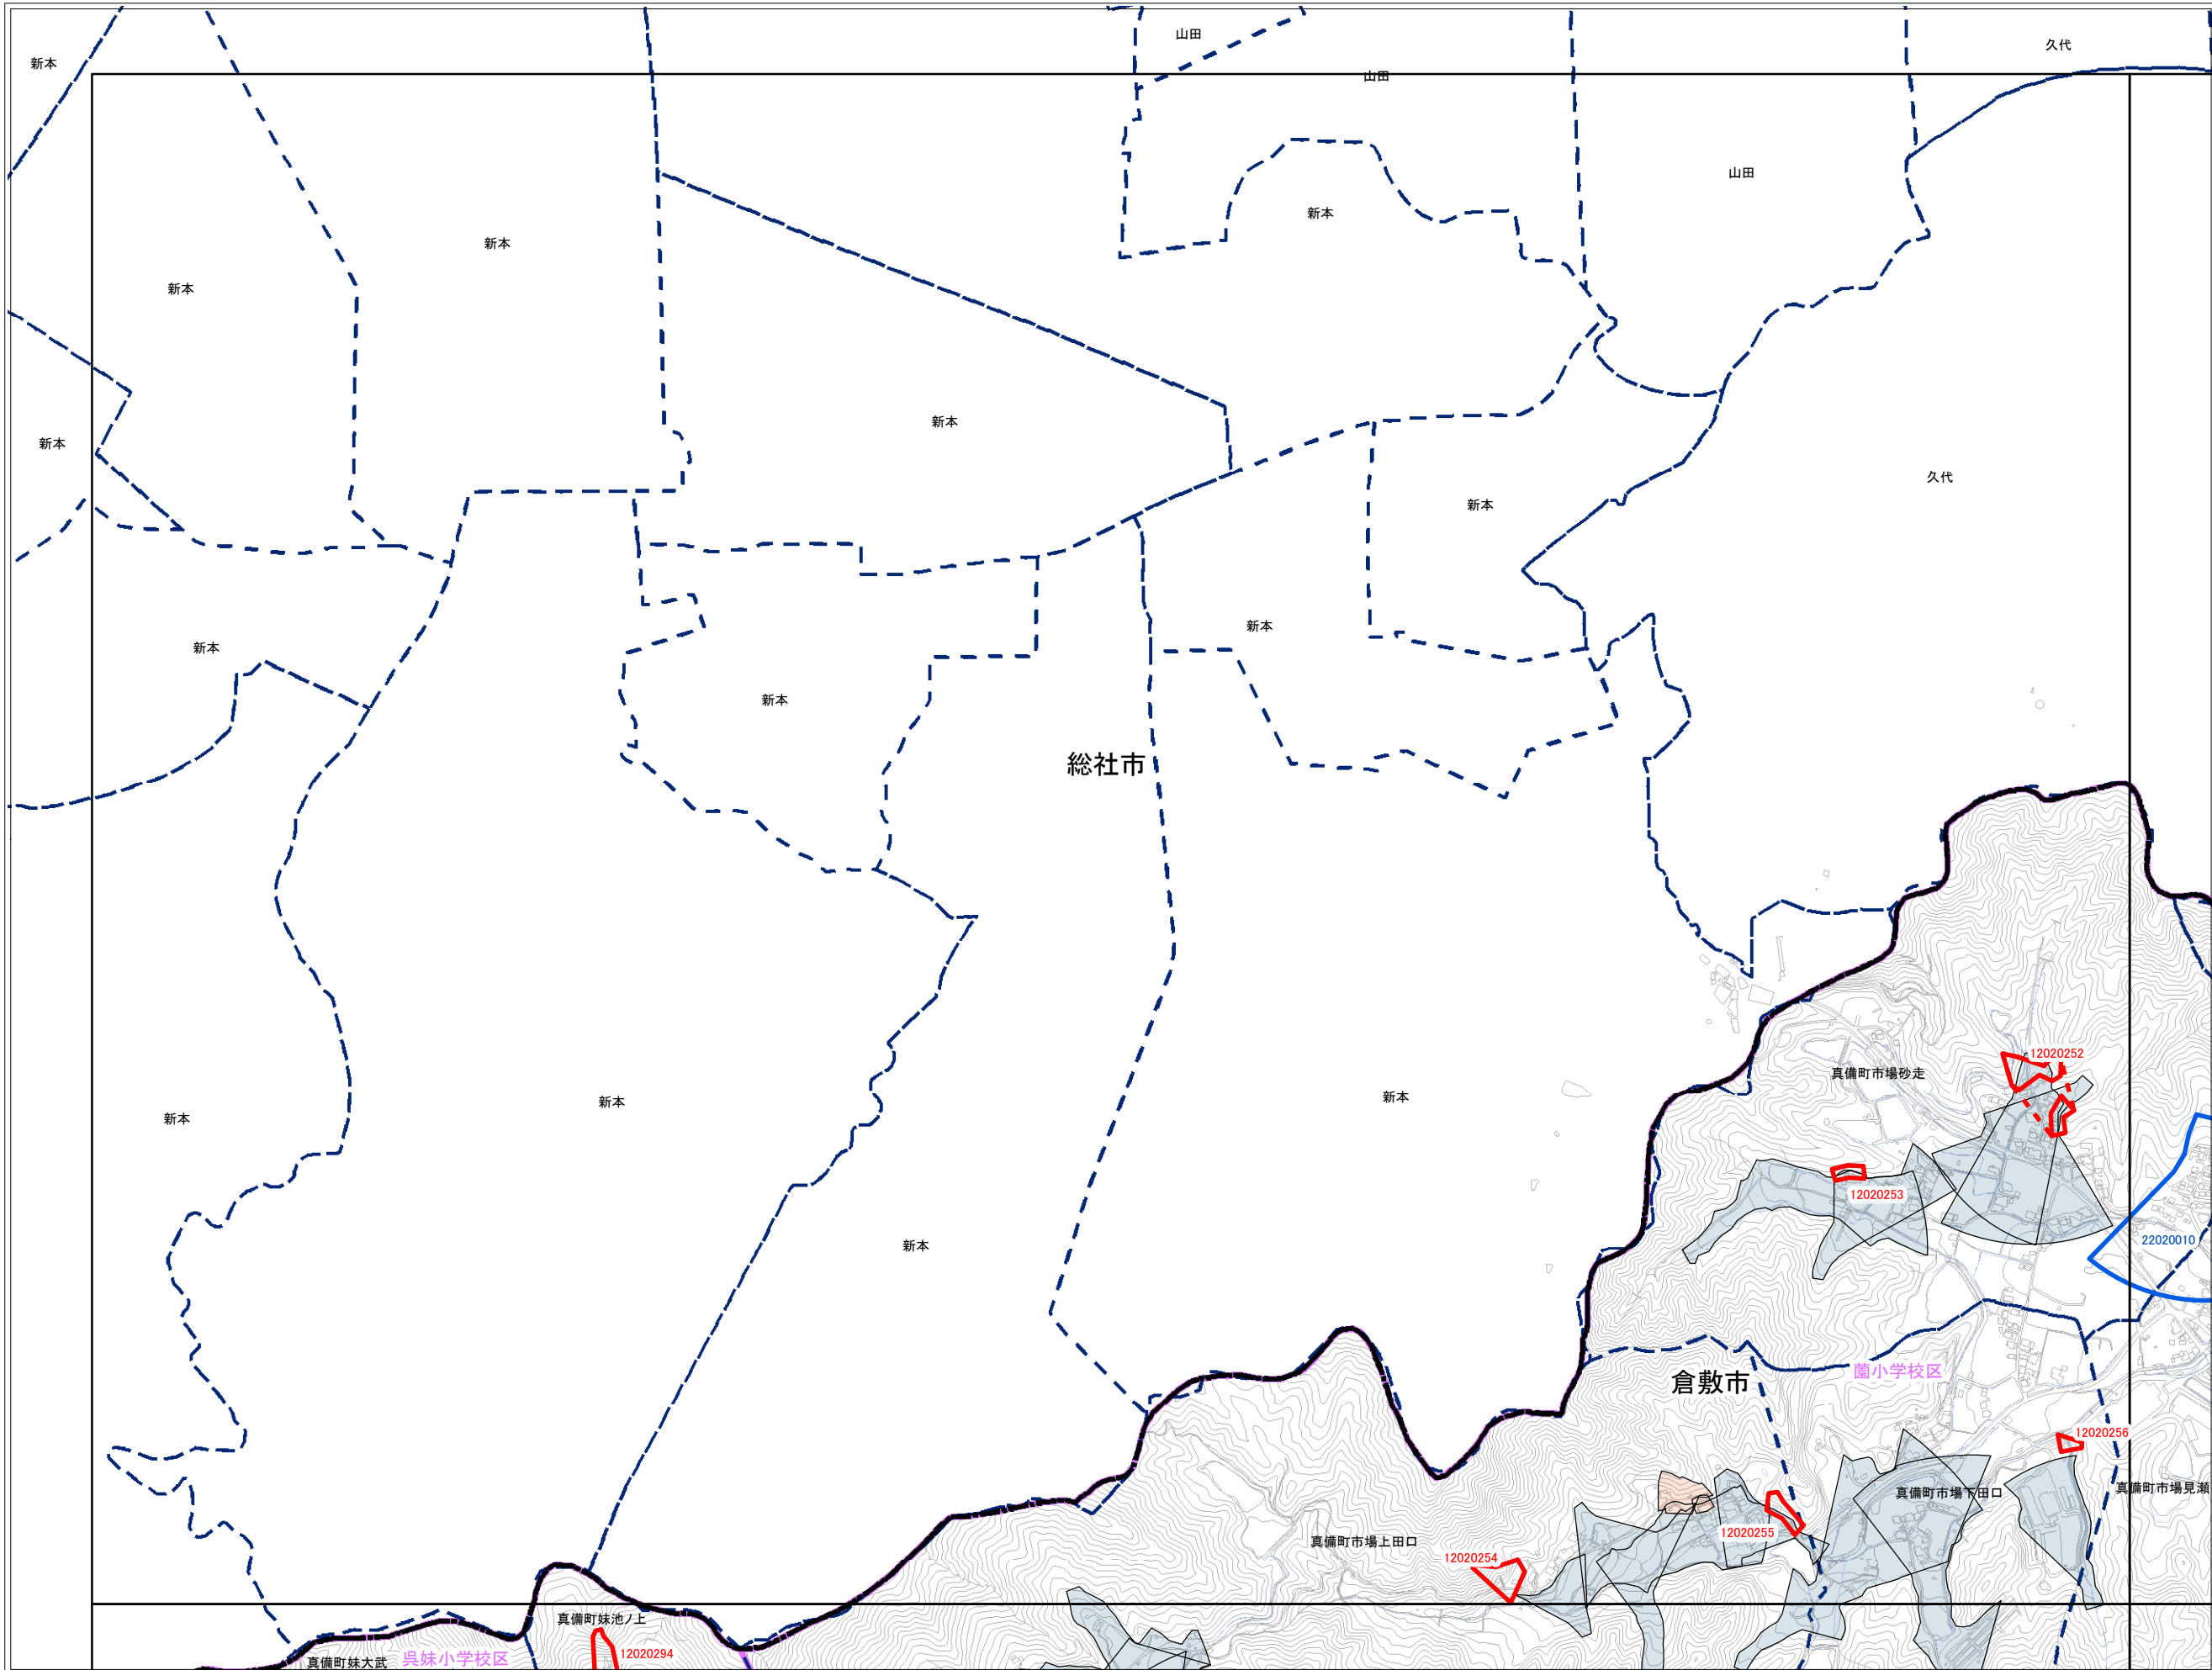 山田
久代
新本
山田
山田
新本
新本
新本
新本
新本
久代
新本
新本
新本
新本
総社市
12020252
真備町市場砂走
新本
新本
新本
12020253
22020010
新本
薗小学校区
倉敷市
12020256
真備町市場見瀬
真備町市場下田口
12020255
真備町市場上田口
12020254
真備町妹池ノ上
12020294
呉妹小学校区
真備町妹大武